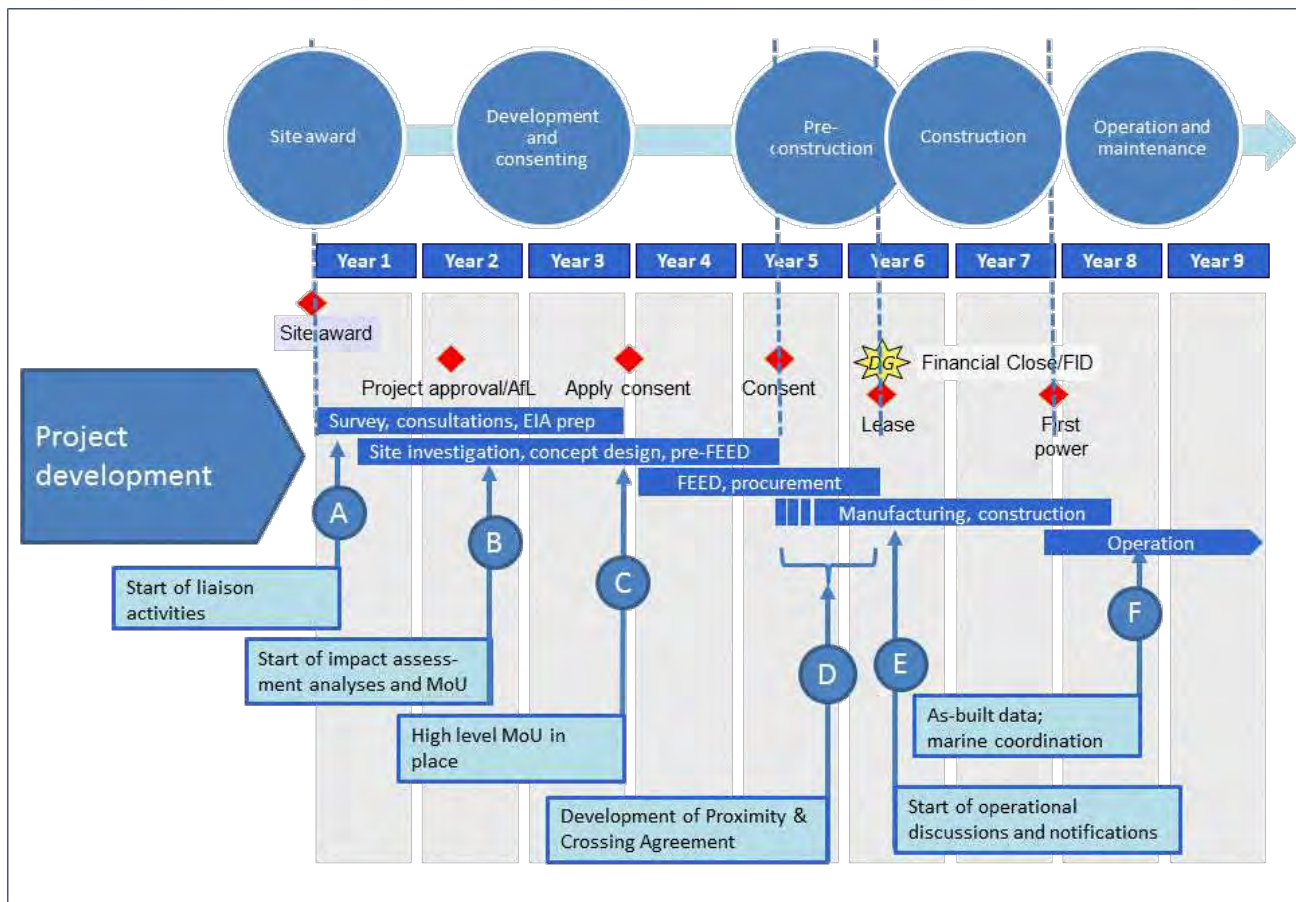 Site award
Development
and
consenting
Pre-
construction
Construction
Operation and
maintenance
Year 1
Year 2
Year 3
Year 4
Year 5
Year 6
Year 7
Year 8
Year 9
Site award
Project approval/AfL
Apply consent
Consent
DG
Financial Close/FID
Lease
First
power
Project
development
Survey, consultations, EIA prep
Site investigation, concept design, pre-FEED
FEED, procurement
Manufacturing, construction
Operation
A
B
C
D
E
F
Start of liaison
activities
Start of impact assess-
ment analyses and MoU
High level MoU in
place
Development of Proximity &
Crossing Agreement
As-built data;
marine coordination
Start of operational
discussions and notifications